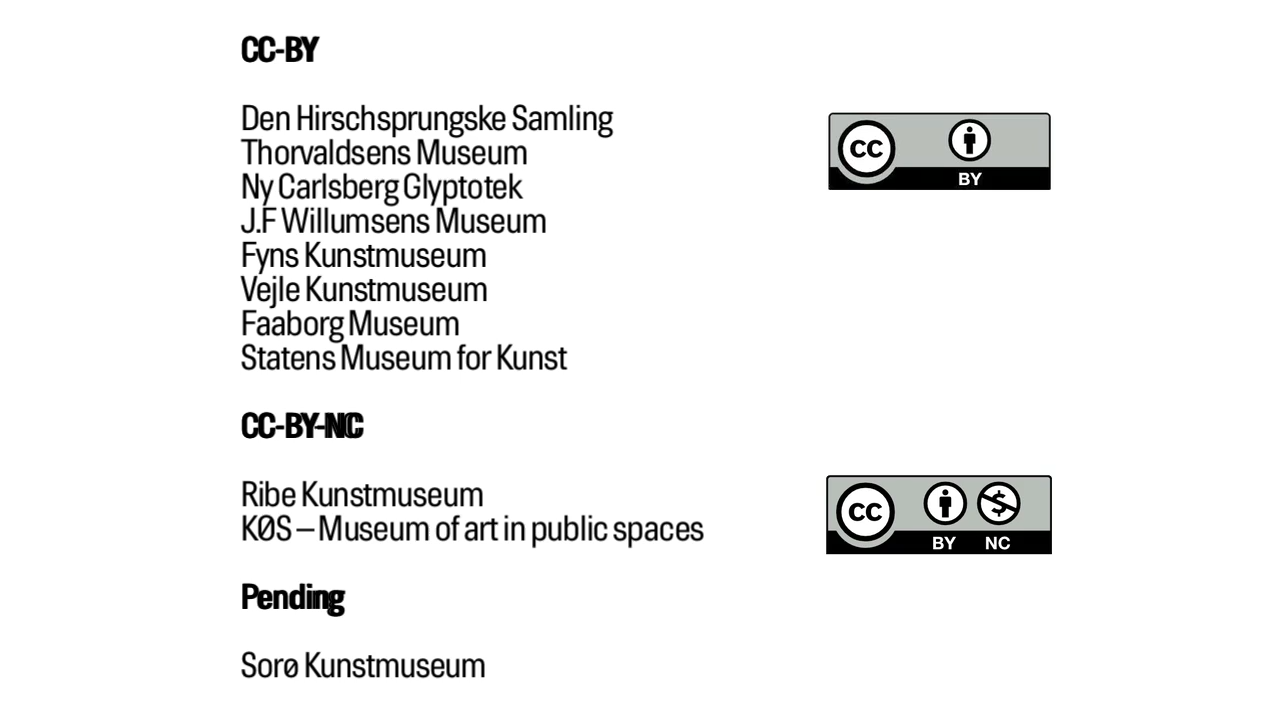 CC-BY
Den Hirschsprungske Samling
Thorvaldsens Museum
Ny Carlsberg Glyptotek
J.F Willumsens Museum
Fyns Kunstmuseum
Vejle Kunstmuseum
Faaborg Museum
Statens Museum for Kunst
CC BY
CC-BY-NC
Ribe Kunstmuseum
KØS – Museum of art in public spaces
CC BY NC
Pending
Sorø Kunstmuseum